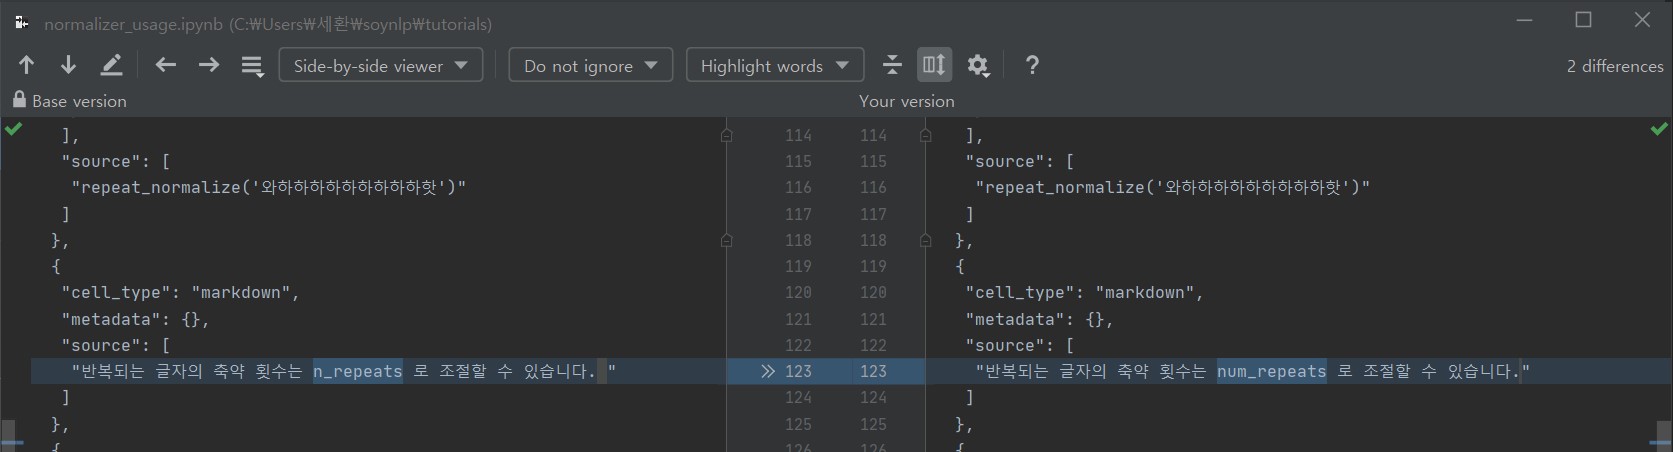 normalizer_usage.ipynb (C:₩Users₩세환₩soynlp₩tutorials)
Side-by-side viewer Do not ignore Highlight words ? 2 differences
Base version Your version
], 114 114 ],
"source": [ 115 115 "source": [
"repeat_normalize('와하하하하하하하하하핫')" 116 116 "repeat_normalize('와하하하하하하하하하핫')"
] 117 117 ]
}, 118 118 },
{ 119 119 {
"cell_type": "markdown", 120 120 "cell_type": "markdown",
"metadata": {}, 121 121 "metadata": {},
"source": [ 122 122 "source": [
"반복되는 글자의 축약 횟수는 n_repeats 로 조절할 수 있습니다. " 123 123 "반복되는 글자의 축약 횟수는 num_repeats 로 조절할 수 있습니다."
] 124 124 ]
}, 125 125 },
{ 126 126 {